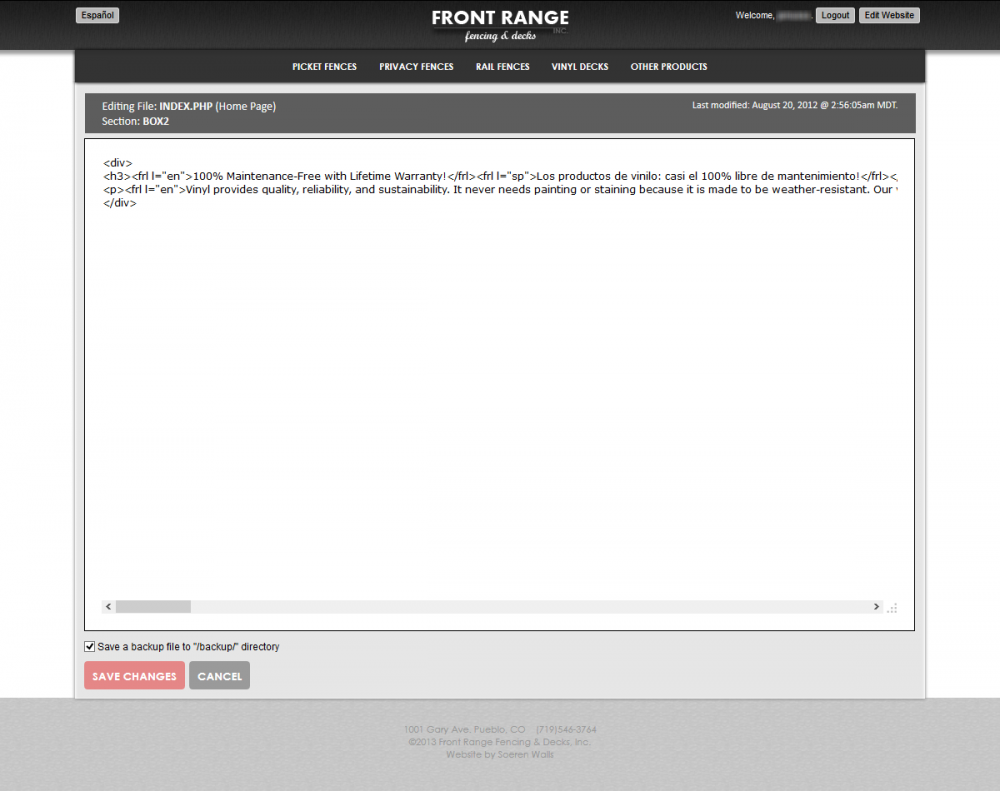 Español
FRONT RANGE
fencing & decks INC.
Welcome, . Logout Edit Website
PICKET FENCES PRIVACY FENCES RAIL FENCES VINYL DECKS OTHER PRODUCTS
Editing File: INDEX.PHP (Home Page)
Last modified: August 20, 2012 @ 2:56:05am MDT.
Section: BOX2
<div>
<h3><frl l="en">100% Maintenance-Free with Lifetime Warranty!</frl><frl l="sp">Los productos de vinilo: casi el 100% libre de mantenimiento!</frl><
<p><frl l="en">Vinyl provides quality, reliability, and sustainability. It never needs painting or staining because it is made to be weather-resistant. Our
</div>
Save a backup file to "/backup/" directory
SAVE CHANGES CANCEL
1001 Gary Ave. Pueblo, CO (719)546-3764
©2013 Front Range Fencing & Decks, Inc.
Website by Soeren Walls